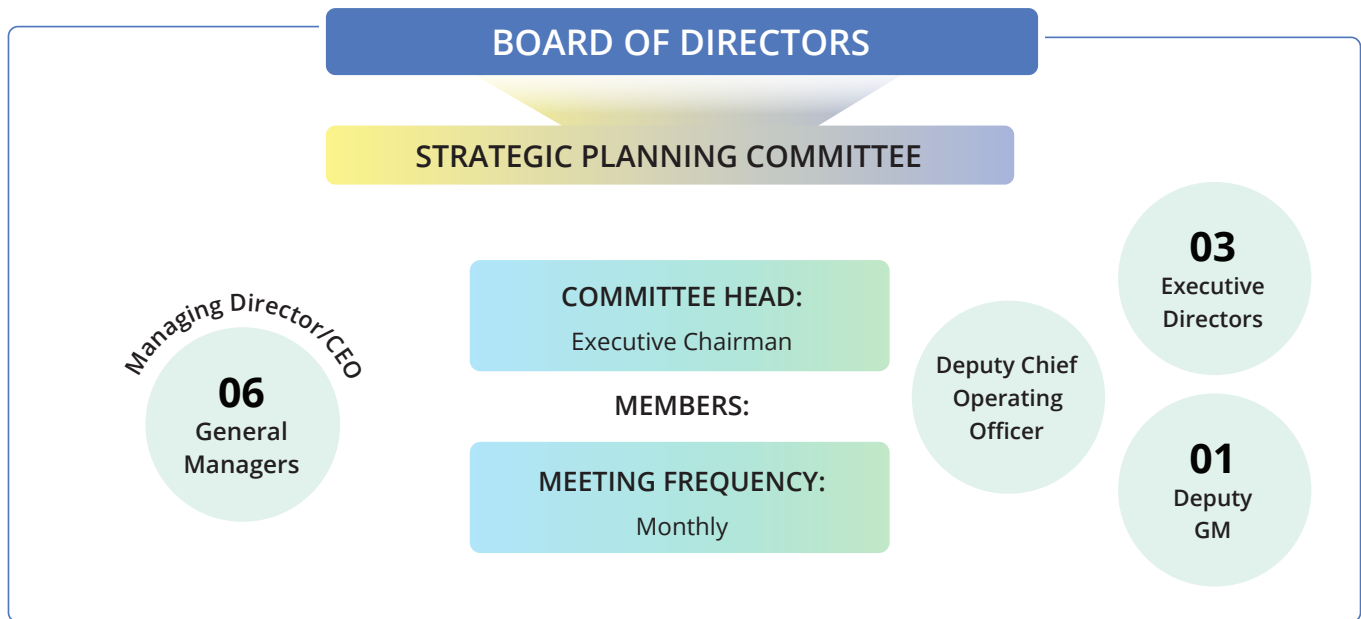 BOARD OF DIRECTORS
STRATEGIC PLANNING COMMITTEE
Managing Director/CEO
06
General
Managers
COMMITTEE HEAD:
Executive Chairman
MEMBERS:
MEETING FREQUENCY:
Monthly
Deputy Chief
Operating
Officer
03
Executive
Directors
01
Deputy
GM